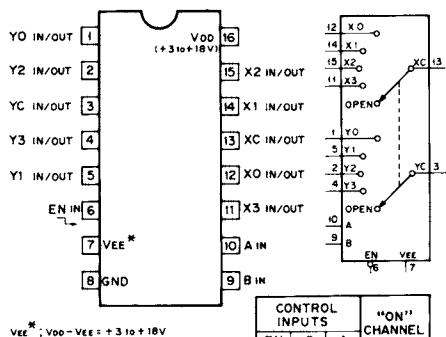 Y0 IN/OUT 1
Y2 IN/OUT 2
YC IN/OUT 3
Y3 IN/OUT 4
Y1 IN/OUT 5
EN IN 6
7 VEE*
8 GND
VDD 16
(+3 to +18V)
15 X2 IN/OUT
14 X1 IN/OUT
13 XC IN/OUT
12 X0 IN/OUT
11 X3 IN/OUT
10 A IN
9 B IN
12 X0
14 X1
15 X2
11 X3
XC 13
OPEN
1 Y0
5 Y1
2 Y2
4 Y3
YC 3
OPEN
10 A
9 B
EN VEE
6 7
VEE*; VDD-VEE = +3 to +18V
CONTROL
INPUTS
"ON"
CHANNEL